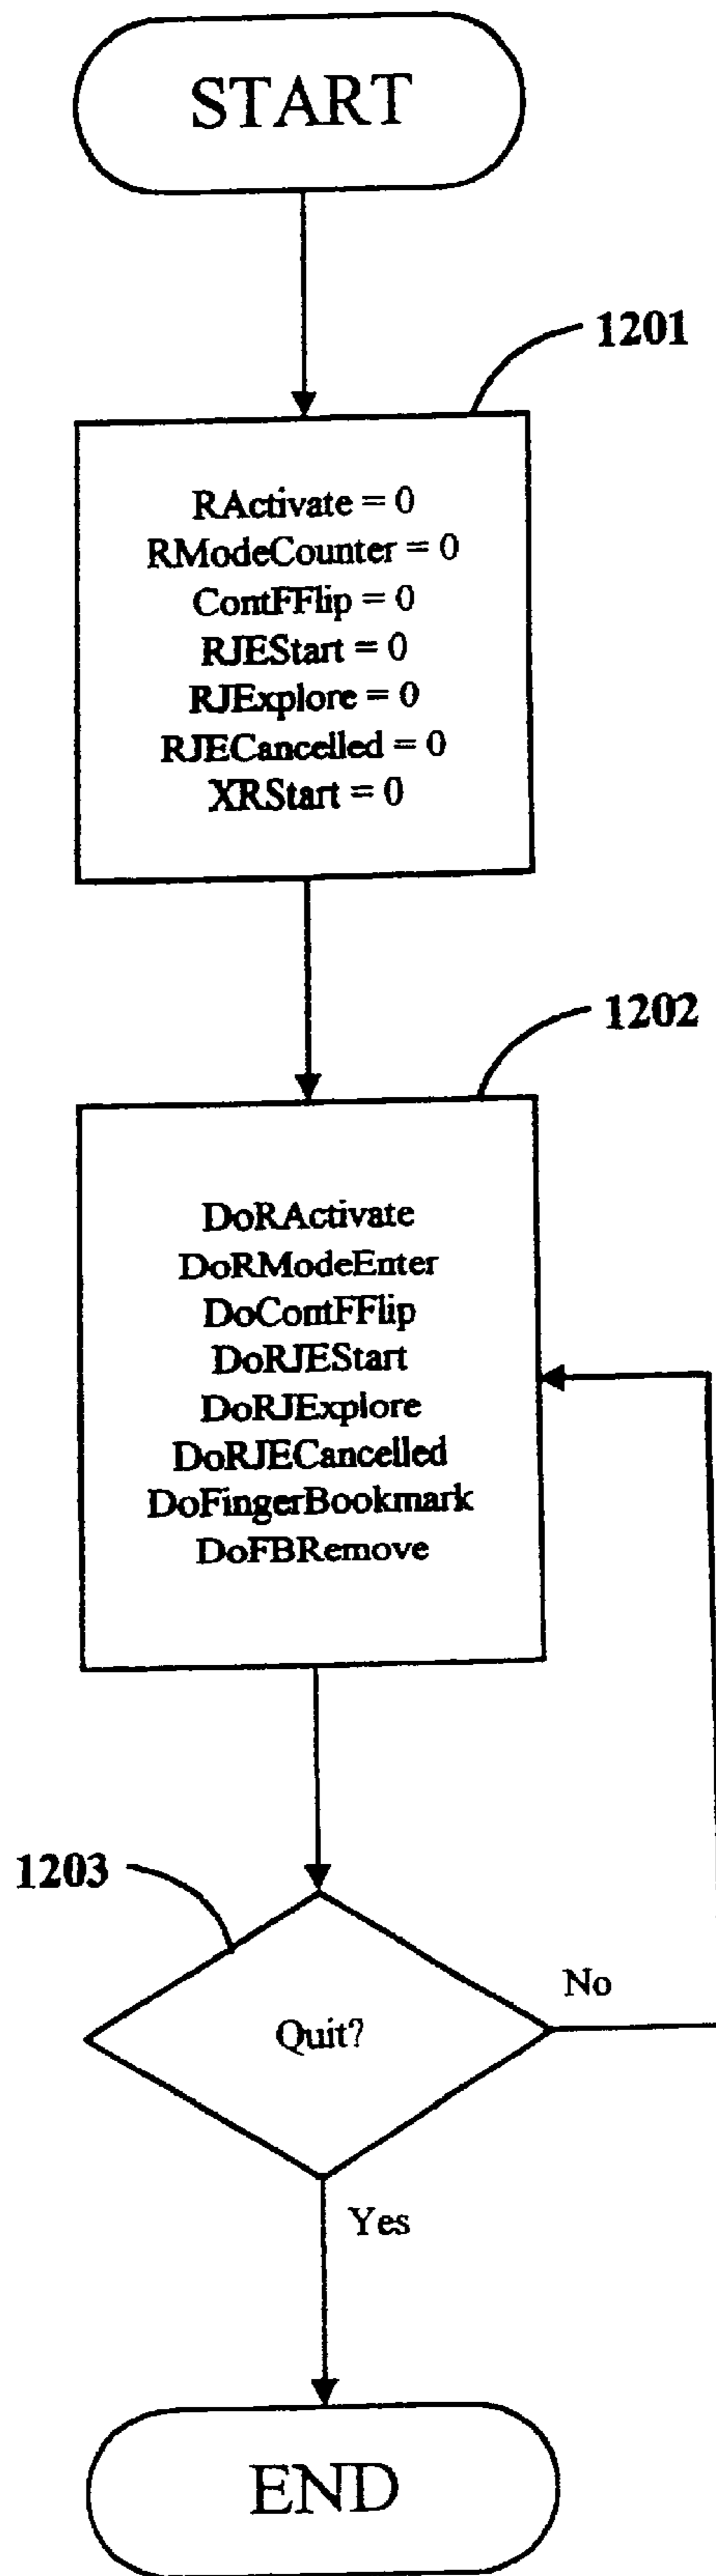 START
1201
RActivate = 0
RModeCounter = 0
ContFFlip = 0
RJEStart = 0
RJExplore = 0
RJECancelled = 0
XRStart = 0
1202
DoRActivate
DoRModeEnter
DoContFFlip
DoRJEStart
DoRJExplore
DoRJECancelled
DoFingerBookmark
DoFBRemove
1203
Quit?
No
Yes
END